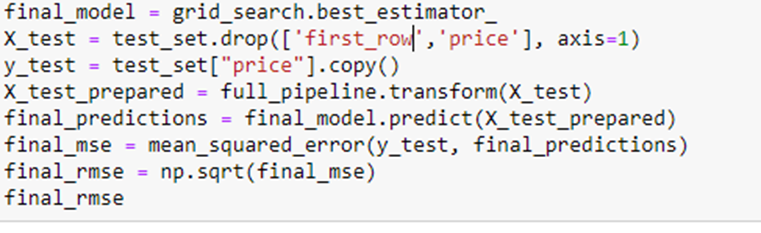 final_model = grid_search.best_estimator_
X_test = test_set.drop(['first_row','price'], axis=1)
y_test = test_set["price"].copy()
X_test_prepared = full_pipeline.transform(X_test)
final_predictions = final_model.predict(X_test_prepared)
final_mse = mean_squared_error(y_test, final_predictions)
final_rmse = np.sqrt(final_mse)
final_rmse